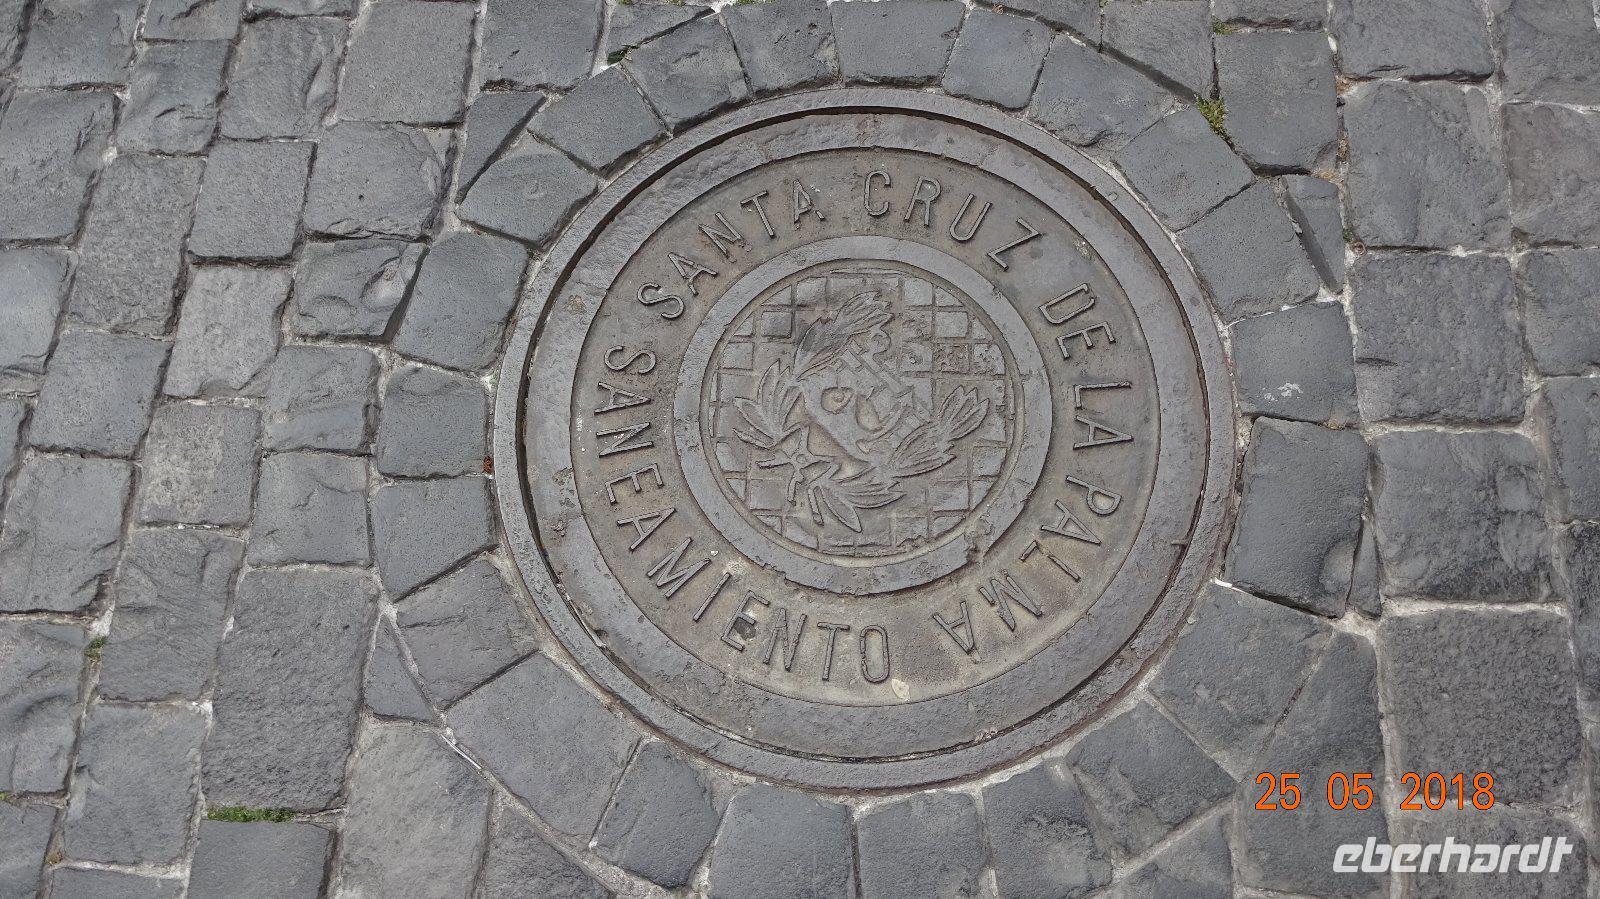 SANTA CRUZ DE LA PALMA
SANEAMIENTO
25 05 2018
eberhardt